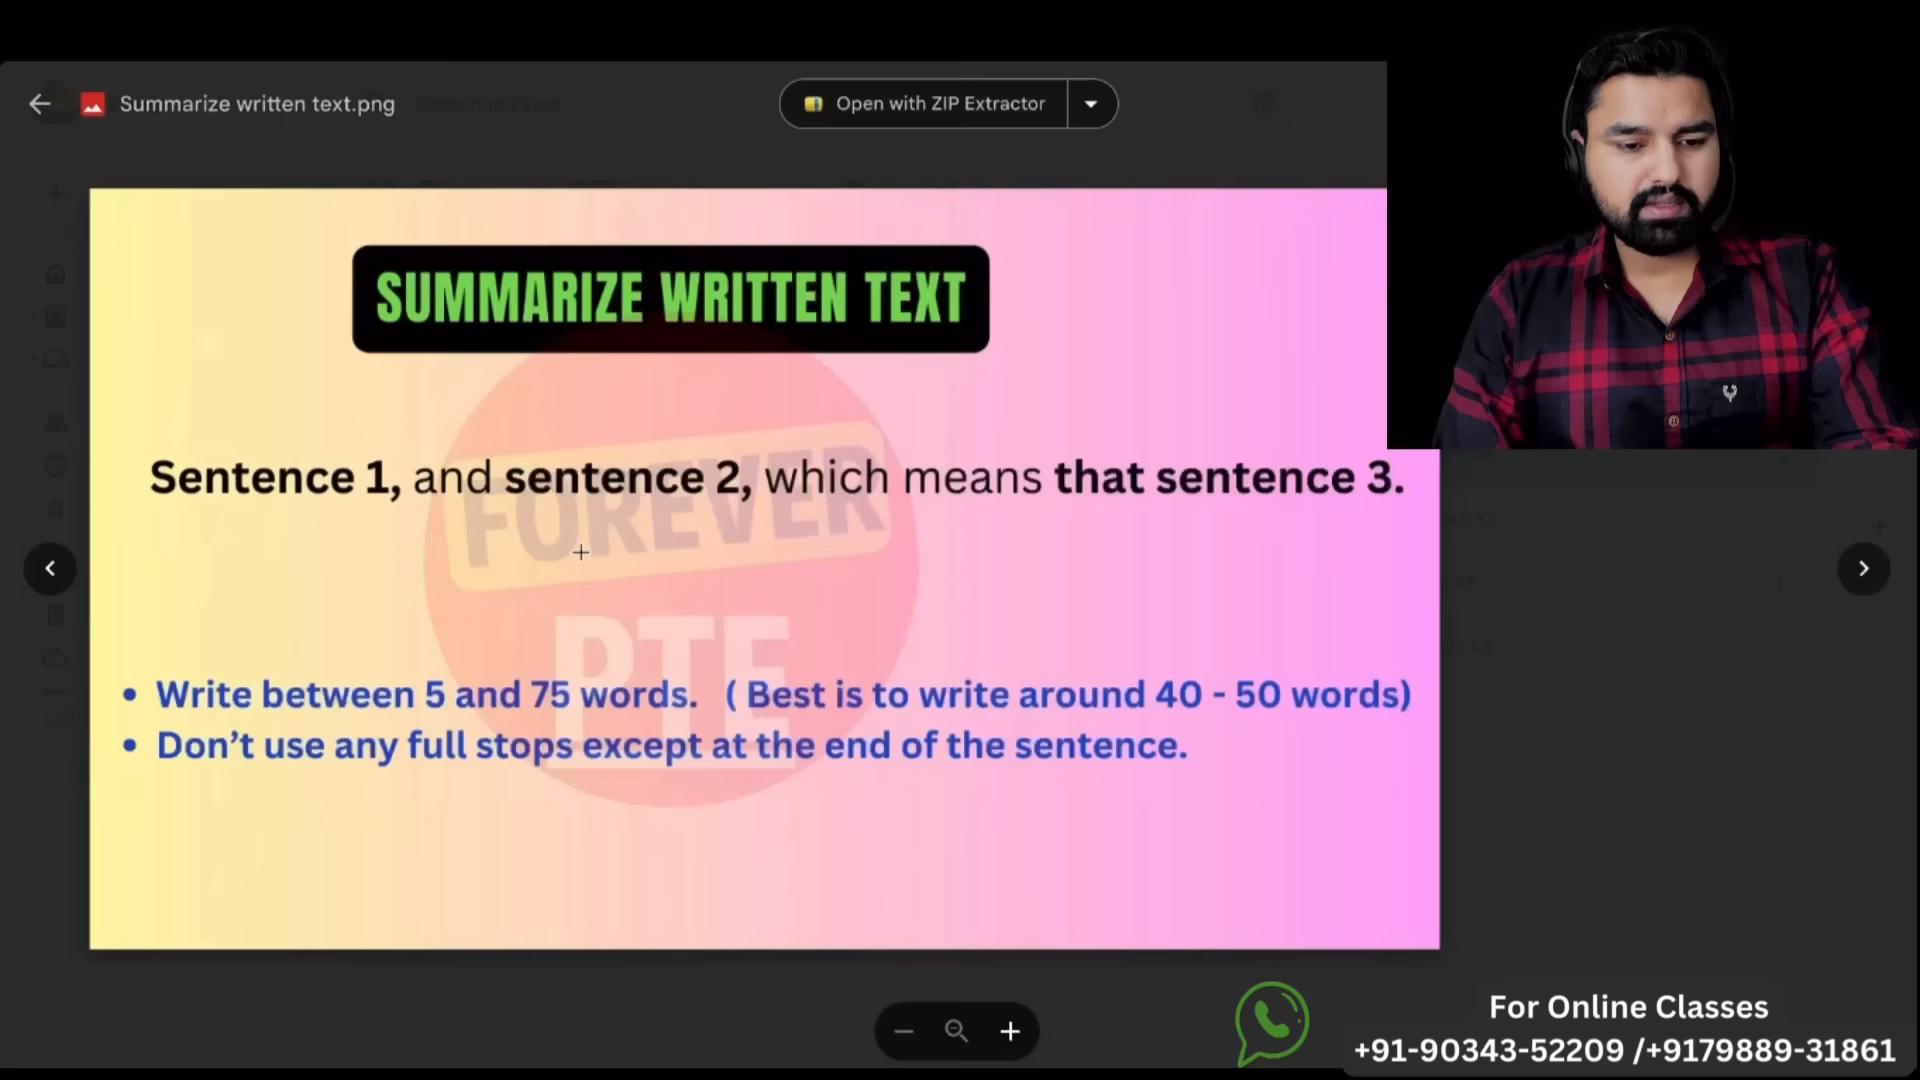 Summarize written text.png
Open with ZIP Extractor
SUMMARIZE WRITTEN TEXT
Sentence 1, and sentence 2, which means that sentence 3.
FOREVER
PTE
• Write between 5 and 75 words. ( Best is to write around 40 - 50 words)
• Don’t use any full stops except at the end of the sentence.
For Online Classes
+91-90343-52209 /+9179889-31861